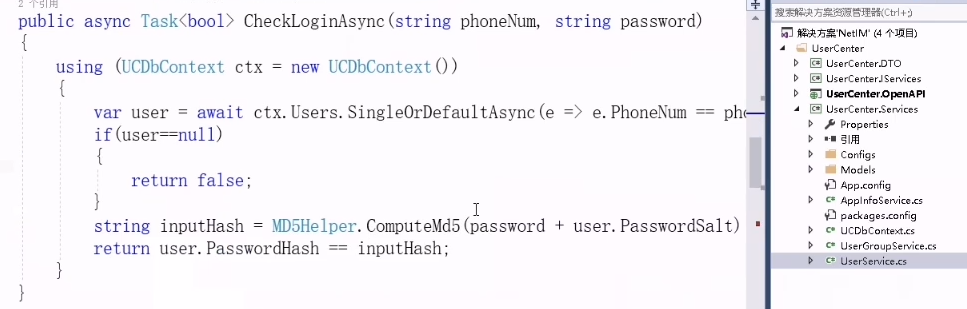 2 个引用
public async Task<bool> CheckLoginAsync(string phoneNum, string password)
{
using (UCDbContext ctx = new UCDbContext())
{
var user = await ctx.Users.SingleOrDefaultAsync(e => e.PhoneNum == pho
if(user==null)
{
return false;
}
string inputHash = MD5Helper.ComputeMd5(password + user.PasswordSalt)
return user.PasswordHash == inputHash;
}
}
搜索解决方案资源管理器(Ctrl+;)
解决方案'NetIM' (4 个项目)
UserCenter
UserCenter.DTO
UserCenter.IServices
UserCenter.OpenAPI
UserCenter.Services
Properties
引用
Configs
Models
App.config
AppInfoService.cs
packages.config
UCDbContext.cs
UserGroupService.cs
UserService.cs